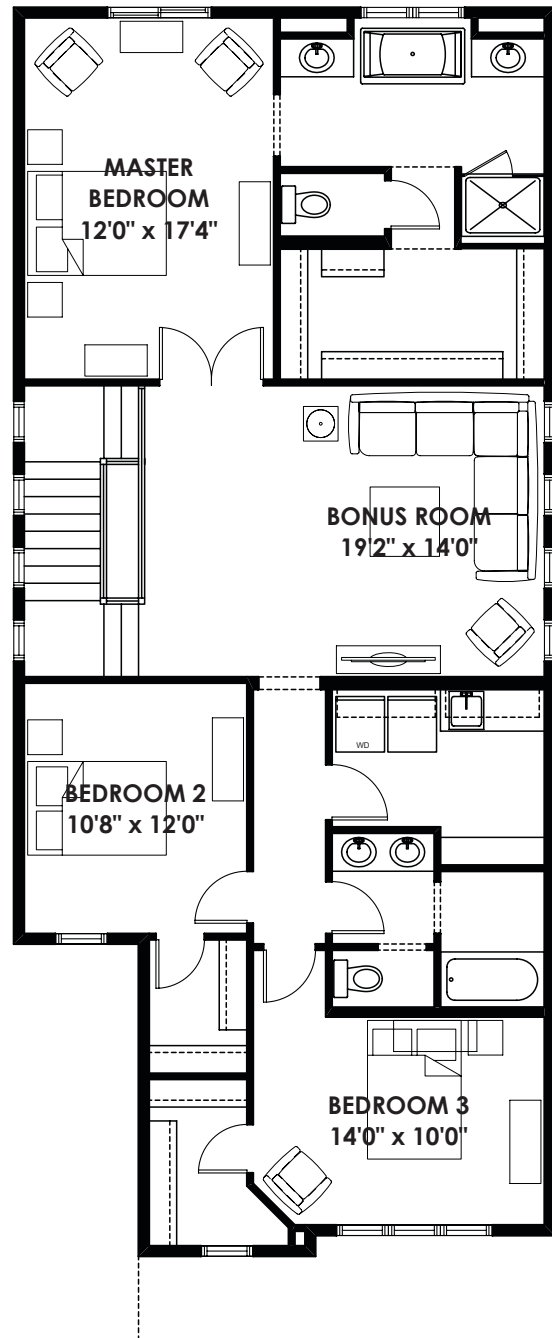 MASTER
BEDROOM
12'0" x 17'4"
BONUS ROOM
19'2" x 14'0"
WD
BEDROOM 2
10'8" x 12'0"
BEDROOM 3
14'0" x 10'0"